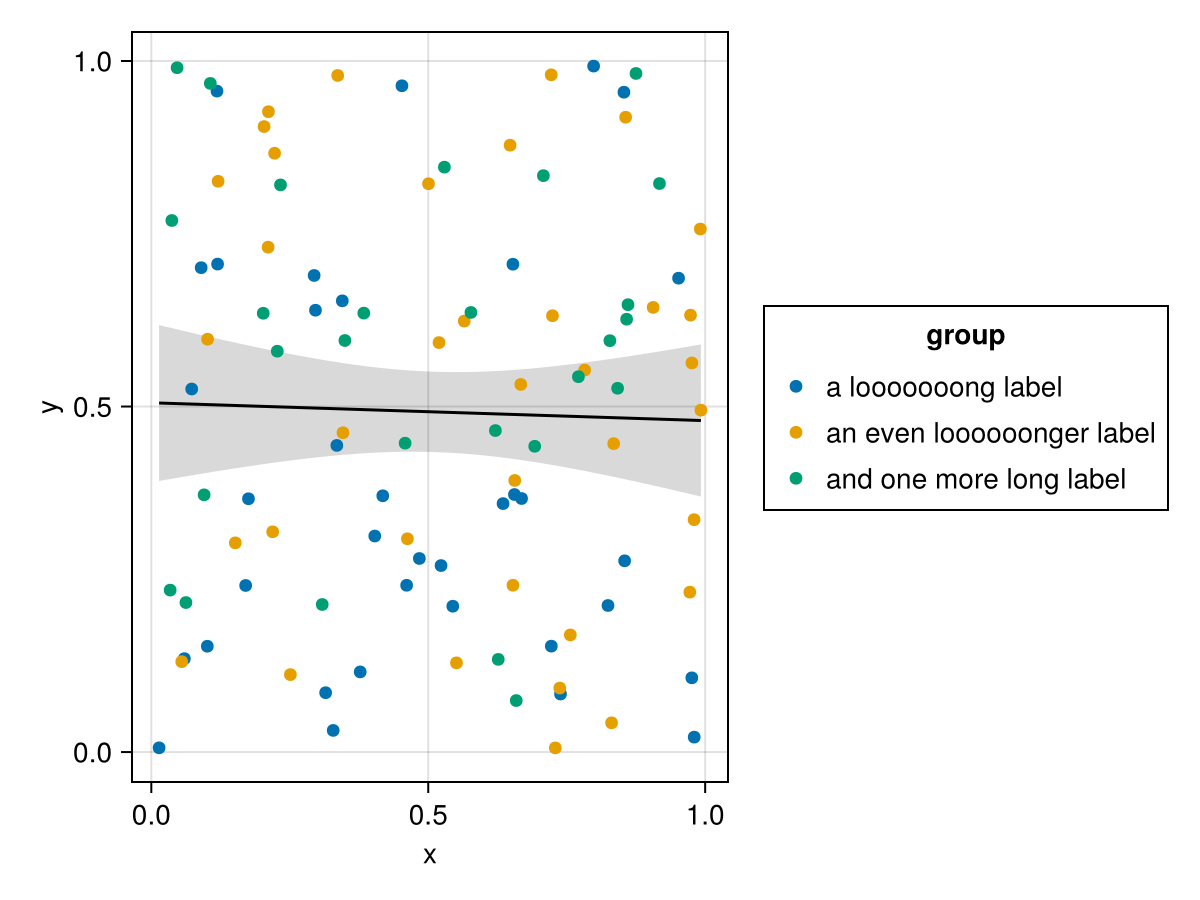 1.0
0.5
0.0
y
0.0 0.5 1.0
x
group
a looooooong label
an even loooooonger label
and one more long label